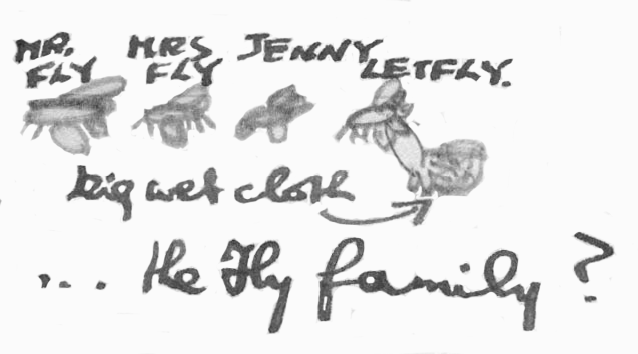 MR. FLY
MRS FLY
JENNY
LETFLY.
big wet cloth
... the Fly family ?